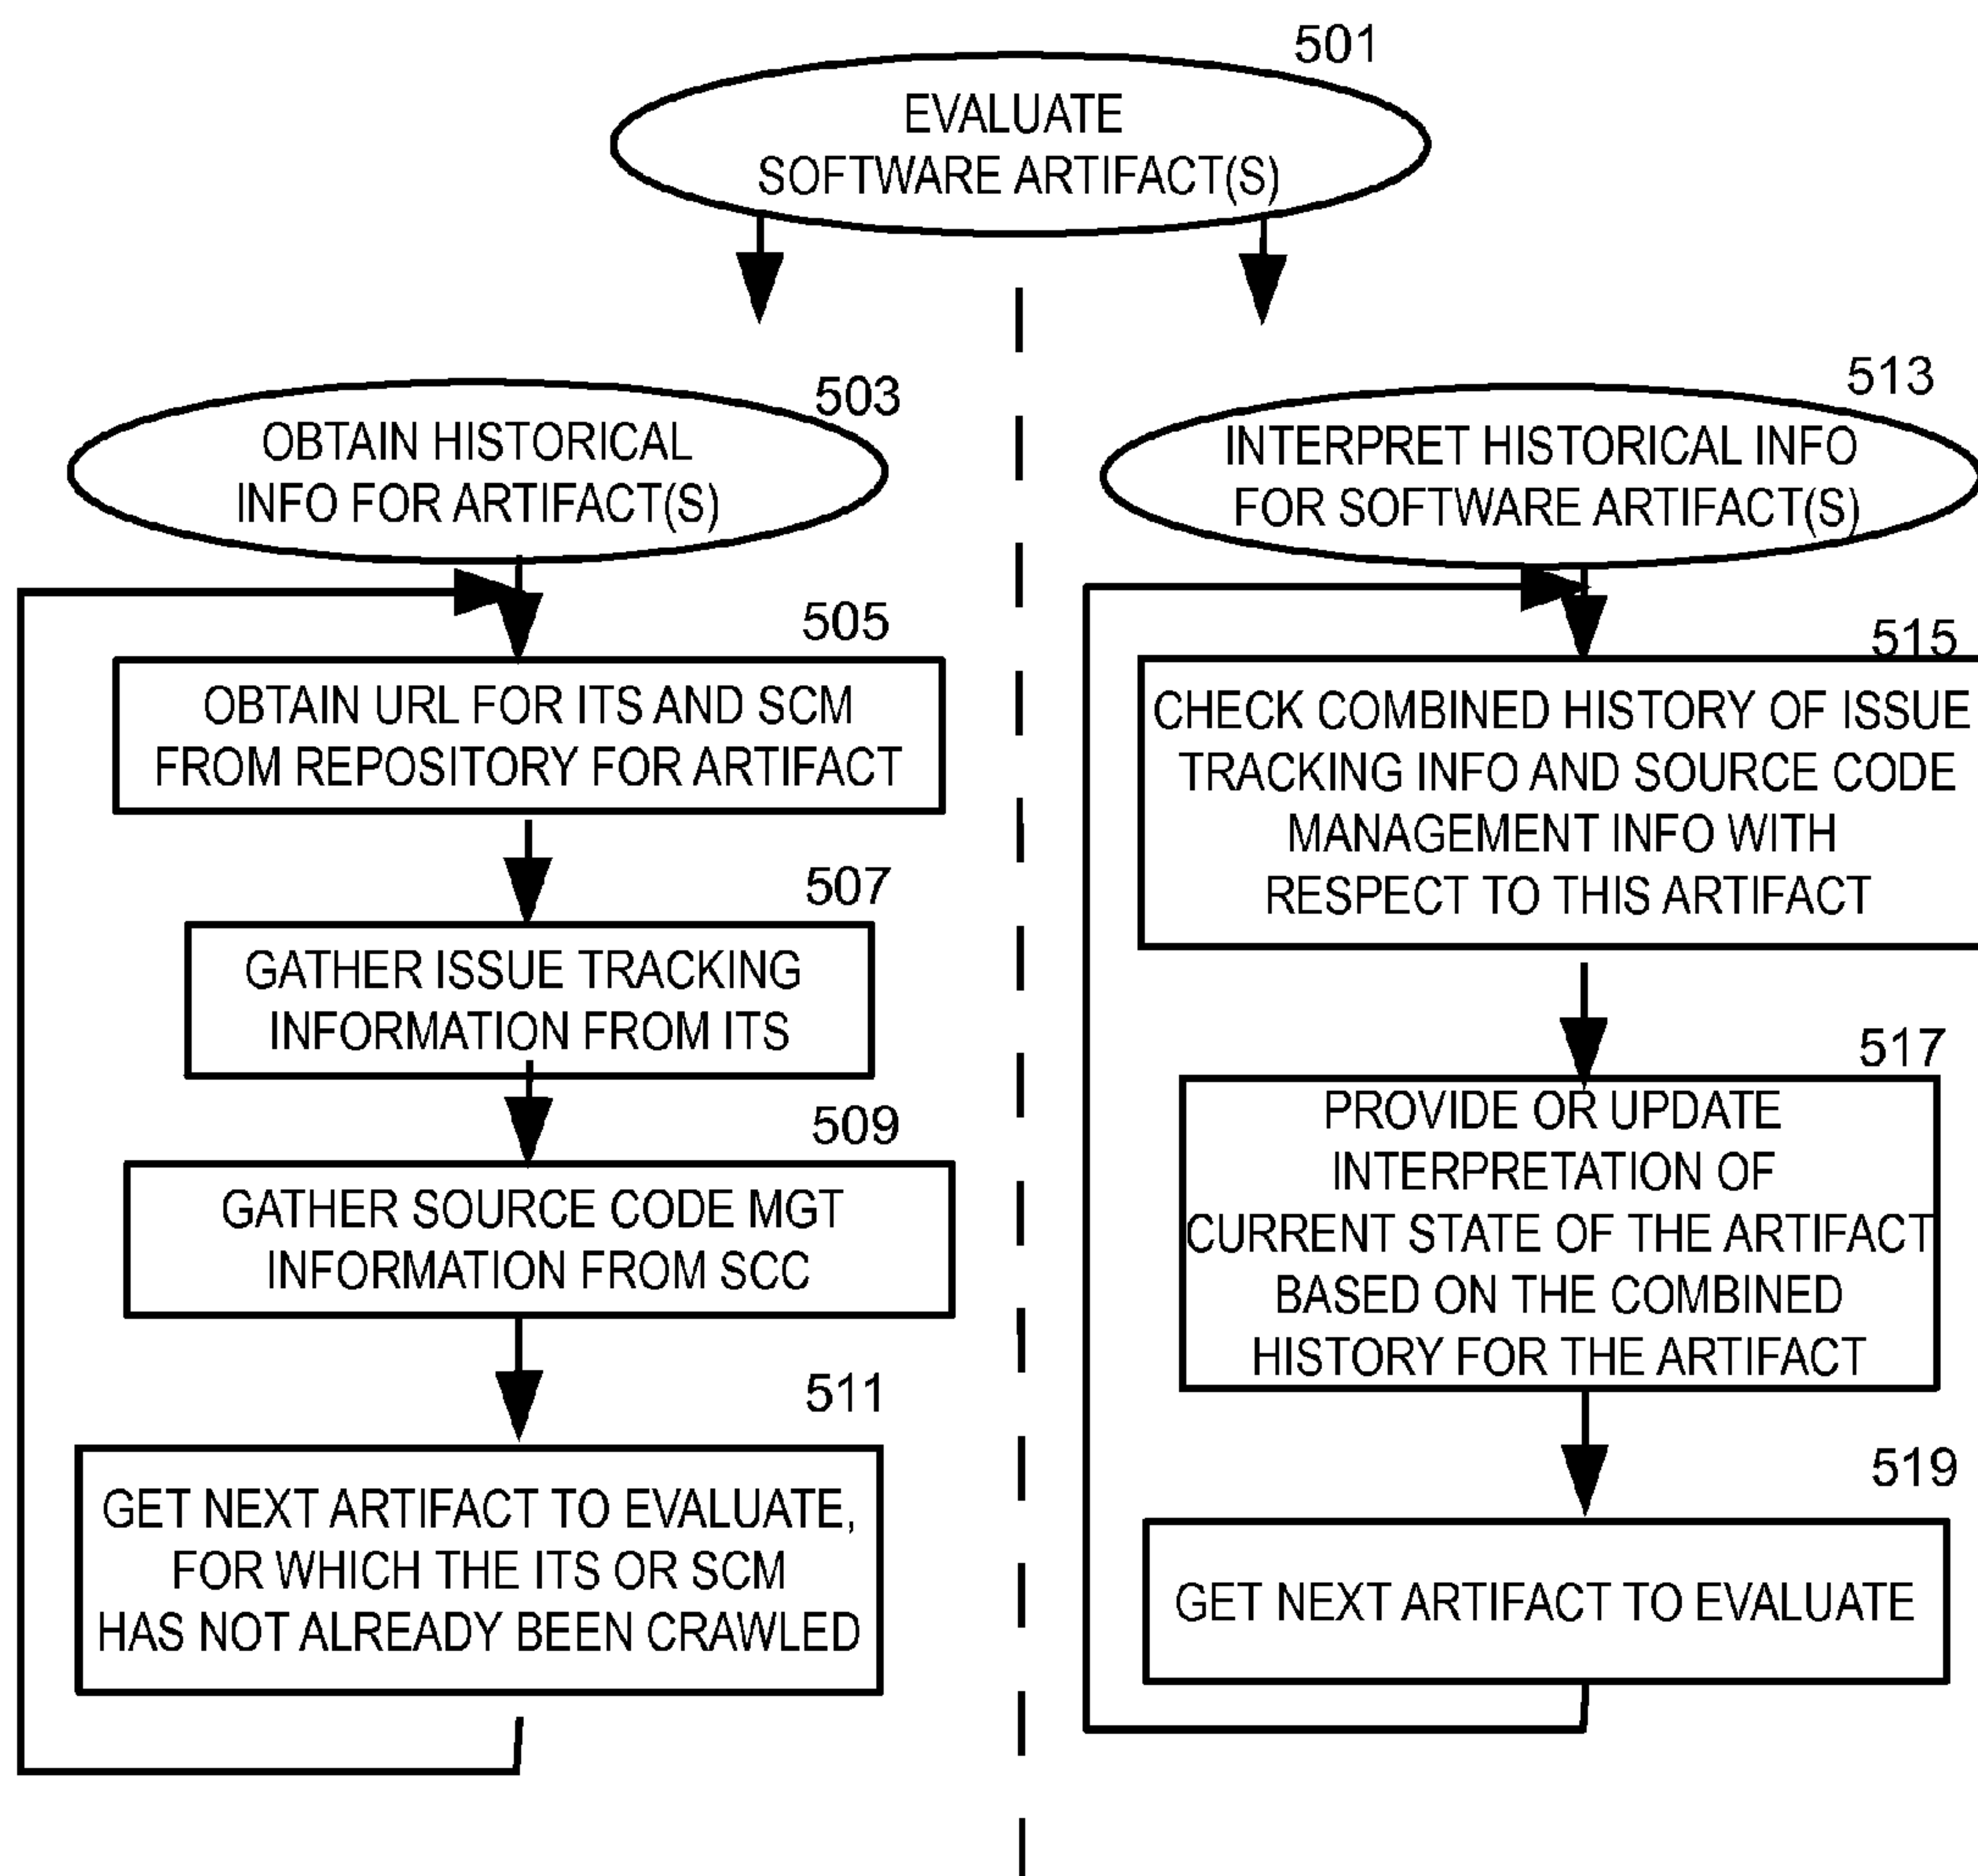 501
EVALUATE
SOFTWARE ARTIFACT(S)
503
OBTAIN HISTORICAL
INFO FOR ARTIFACT(S)
505
OBTAIN URL FOR ITS AND SCM
FROM REPOSITORY FOR ARTIFACT
507
GATHER ISSUE TRACKING
INFORMATION FROM ITS
509
GATHER SOURCE CODE MGT
INFORMATION FROM SCC
511
GET NEXT ARTIFACT TO EVALUATE,
FOR WHICH THE ITS OR SCM
HAS NOT ALREADY BEEN CRAWLED
513
INTERPRET HISTORICAL INFO
FOR SOFTWARE ARTIFACT(S)
515
CHECK COMBINED HISTORY OF ISSUE
TRACKING INFO AND SOURCE CODE
MANAGEMENT INFO WITH
RESPECT TO THIS ARTIFACT
517
PROVIDE OR UPDATE
INTERPRETATION OF
CURRENT STATE OF THE ARTIFACT
BASED ON THE COMBINED
HISTORY FOR THE ARTIFACT
519
GET NEXT ARTIFACT TO EVALUATE